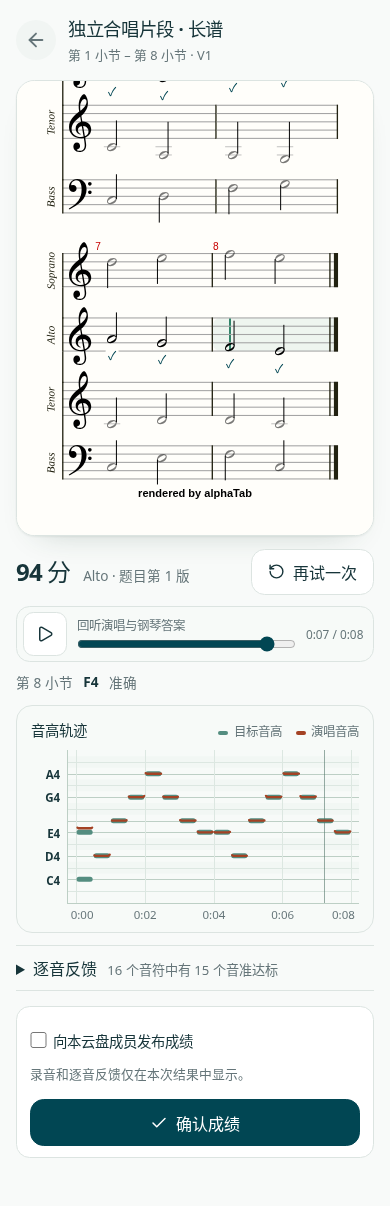 独立合唱片段 · 长谱
第 1 小节 – 第 8 小节 · V1
Tenor
Bass
7
8
Soprano
Alto
Tenor
Bass
rendered by alphaTab
94 分
Alto · 题目第 1 版
再试一次
回听演唱与钢琴答案
0:07 / 0:08
第 8 小节 F4 准确
音高轨迹
目标音高
演唱音高
A4
G4
E4
D4
C4
0:00 0:02 0:04 0:06 0:08
逐音反馈 16 个音符中有 15 个音准达标
向本云盘成员发布成绩
录音和逐音反馈仅在本次结果中显示。
确认成绩